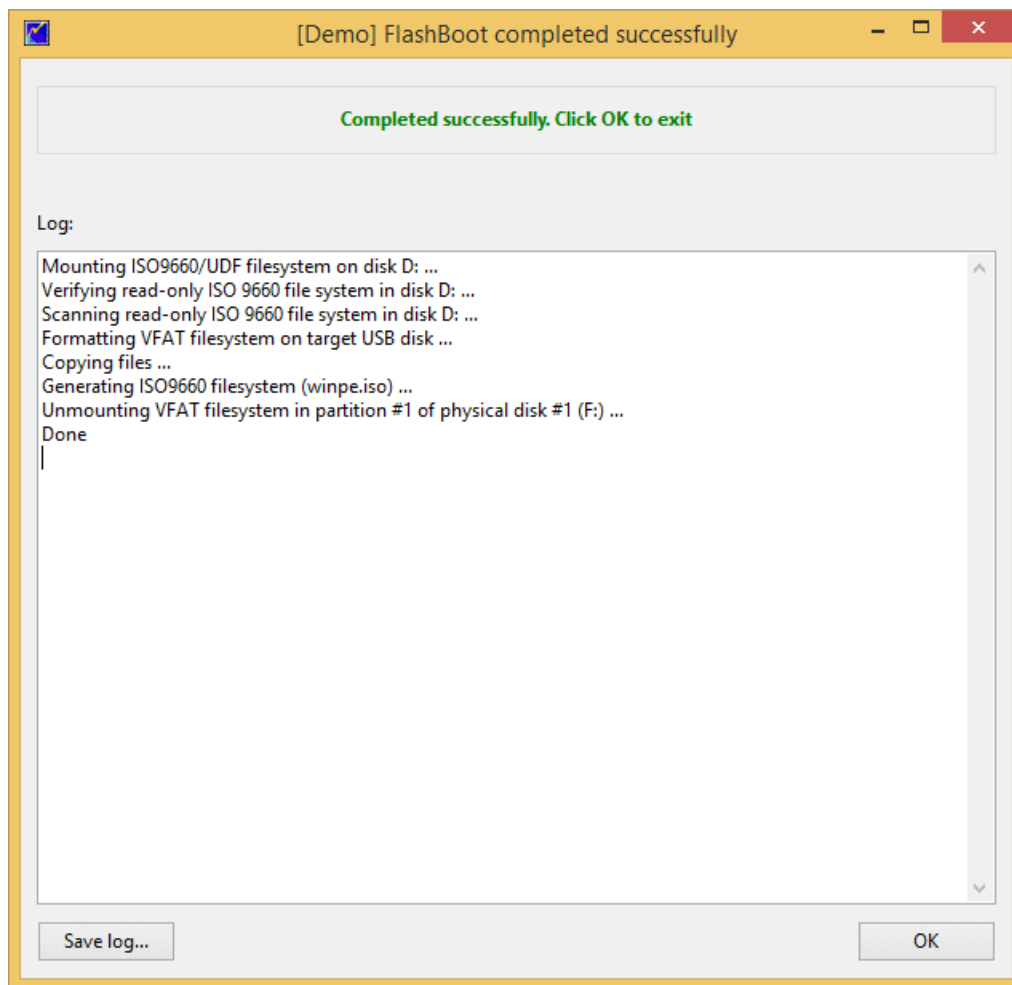 [Demo] FlashBoot completed successfully
Completed successfully. Click OK to exit
Log:
Mounting ISO9660/UDF filesystem on disk D: ...
Verifying read-only ISO 9660 file system in disk D: ...
Scanning read-only ISO 9660 file system in disk D: ...
Formatting VFAT filesystem on target USB disk ...
Copying files ...
Generating ISO9660 filesystem (winpe.iso) ...
Unmounting VFAT filesystem in partition #1 of physical disk #1 (F:) ...
Done
Save log...
OK